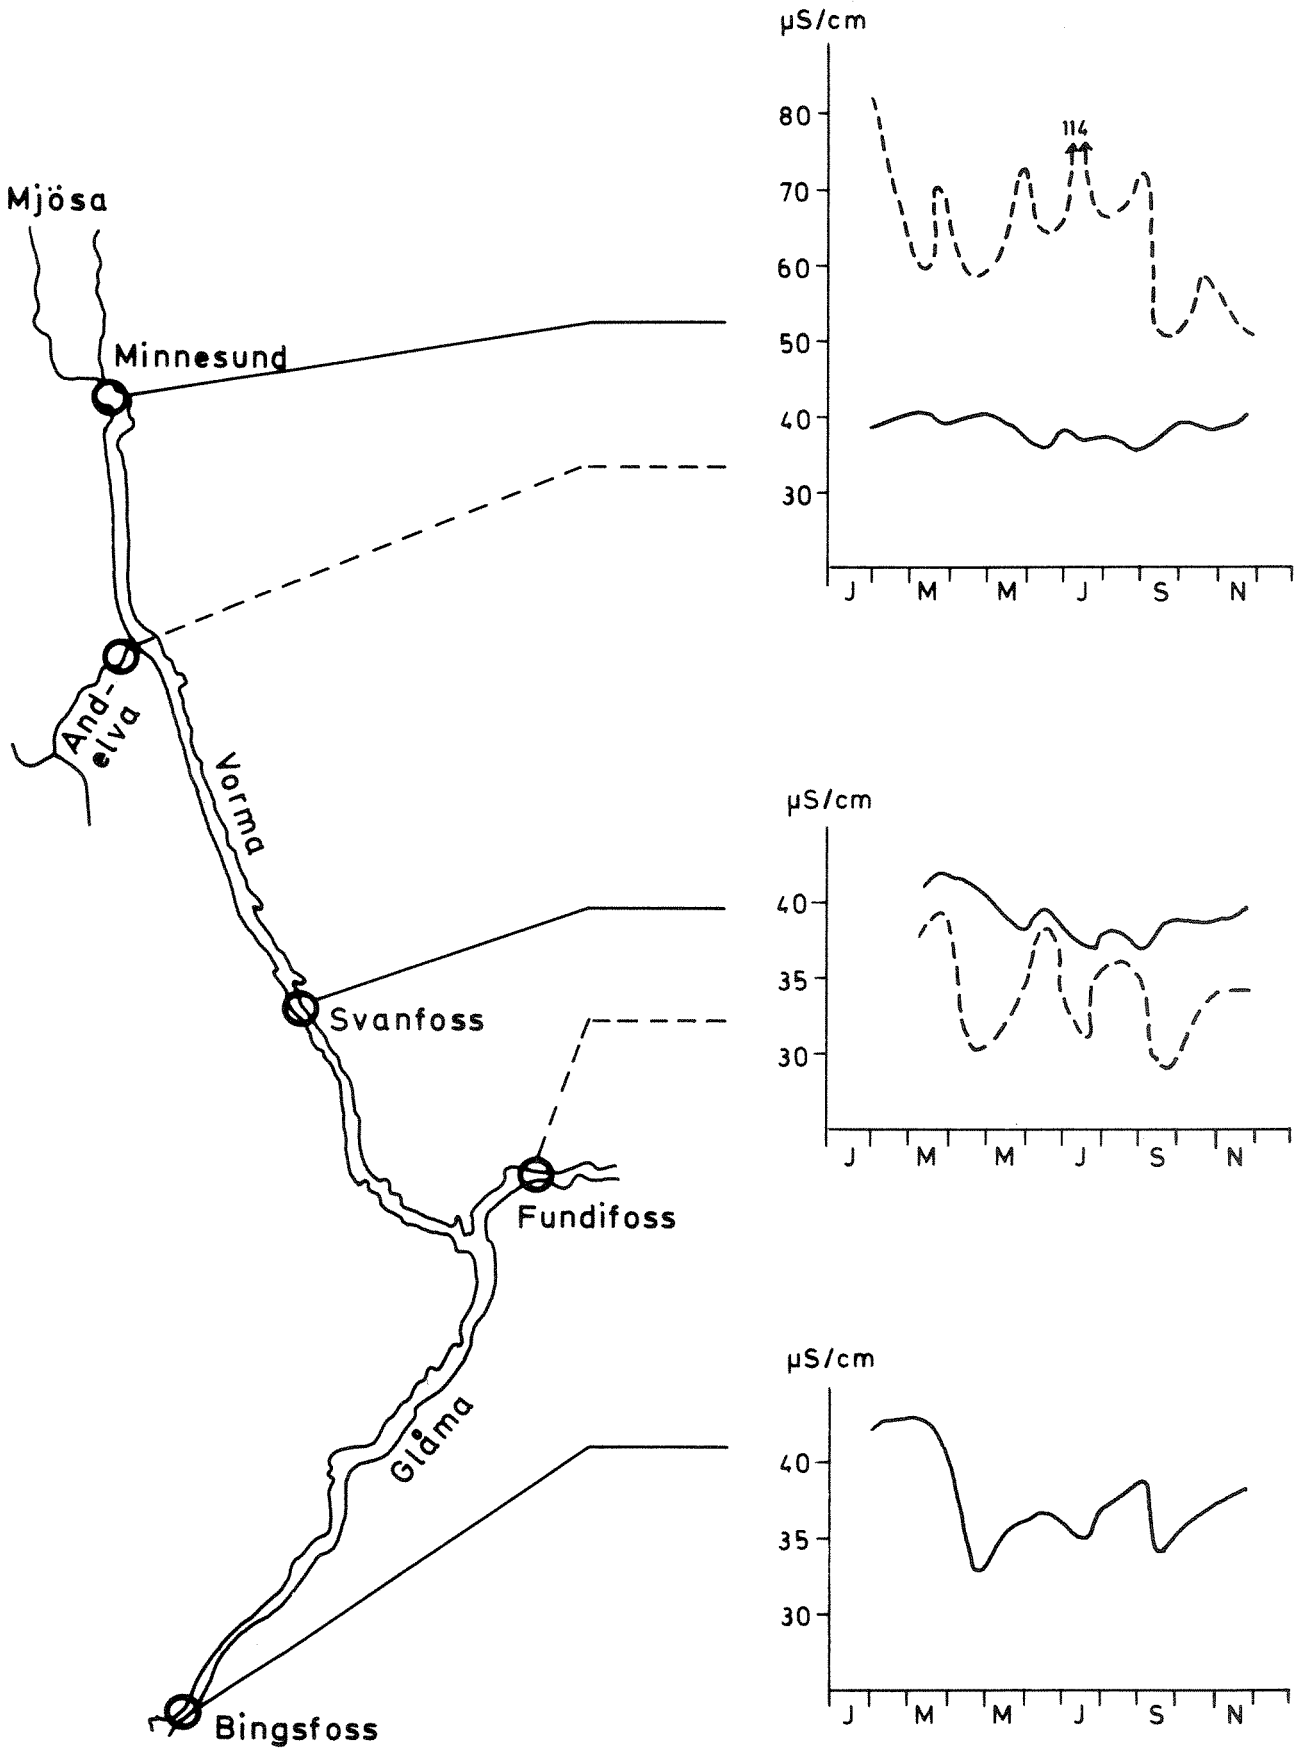 µS/cm
80
114
70
60
50
40
30
J M M J S N
Mjösa
Minnesund
And-
elva
Vorma
µS/cm
40
35
30
J M M J S N
Svanfoss
Fundifoss
µS/cm
40
35
30
J M M J S N
Glåma
Bingsfoss